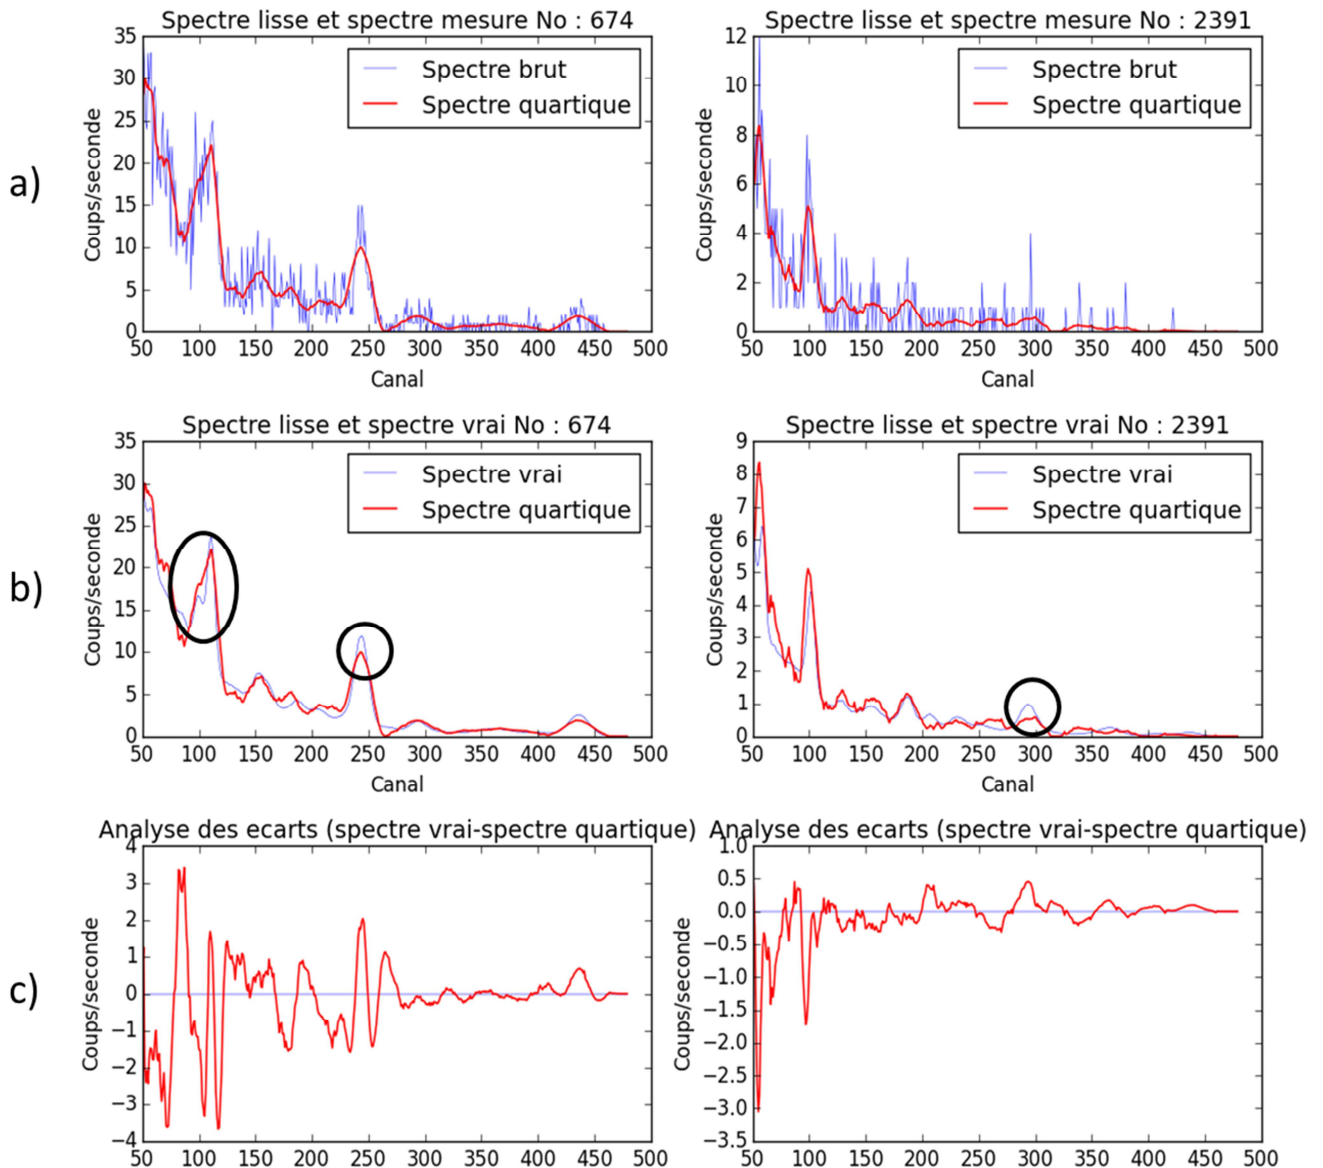 a)
Spectre lisse et spectre mesure No : 674
Coups/seconde
35
30
25
20
15
10
5
0
Spectre brut
Spectre quartique
50 100 150 200 250 300 350 400 450 500
Canal
Spectre lisse et spectre mesure No : 2391
Coups/seconde
12
10
8
6
4
2
0
Spectre brut
Spectre quartique
50 100 150 200 250 300 350 400 450 500
Canal
b)
Spectre lisse et spectre vrai No : 674
Coups/seconde
35
30
25
20
15
10
5
0
Spectre vrai
Spectre quartique
50 100 150 200 250 300 350 400 450 500
Canal
Spectre lisse et spectre vrai No : 2391
Coups/seconde
9
8
7
6
5
4
3
2
1
0
Spectre vrai
Spectre quartique
50 100 150 200 250 300 350 400 450 500
Canal
c)
Analyse des ecarts (spectre vrai-spectre quartique)
Coups/seconde
4
3
2
1
0
−1
−2
−3
−4
50 100 150 200 250 300 350 400 450 500
Analyse des ecarts (spectre vrai-spectre quartique)
Coups/seconde
1.0
0.5
0.0
−0.5
−1.0
−1.5
−2.0
−2.5
−3.0
−3.5
50 100 150 200 250 300 350 400 450 500